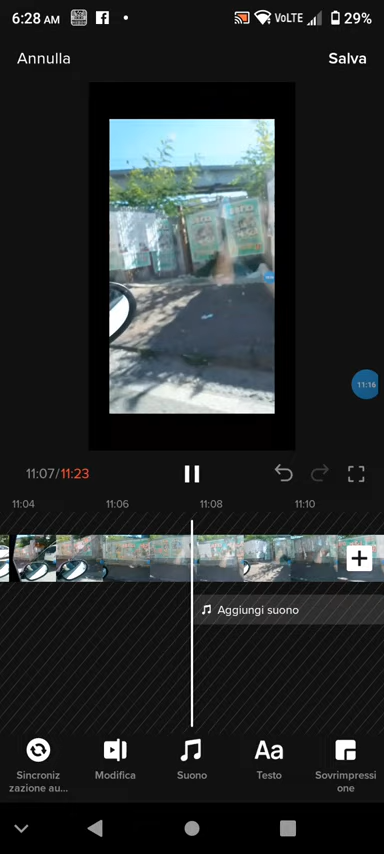 6:28 AM VoLTE 29%
Annulla Salva
11:16
11:07/11:23
11:04 11:06 11:08 11:10
Aggiungi suono
Sincroniz
zazione au...
Modifica
Suono
Aa
Testo
Sovrimpressi
one